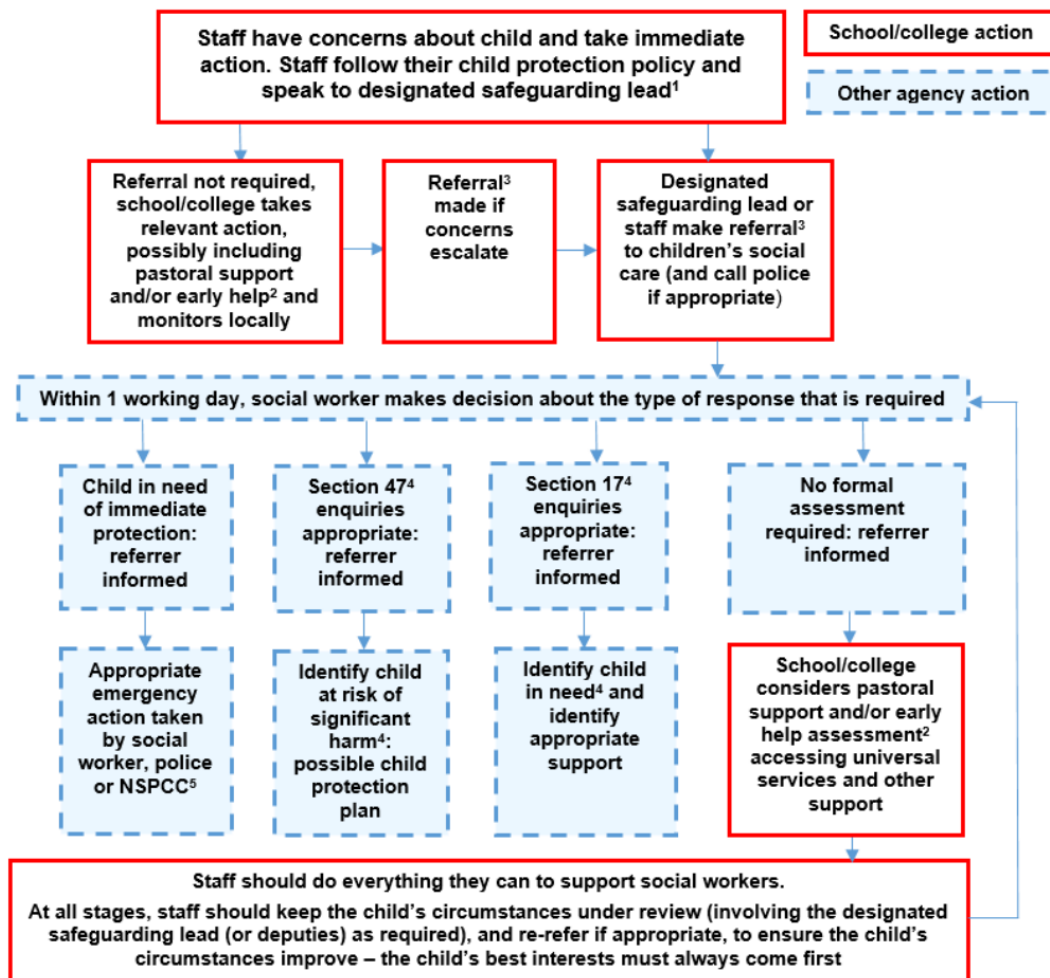 Staff have concerns about child and take immediate
action. Staff follow their child protection policy and
speak to designated safeguarding lead¹
School/college action
Other agency action
Referral not required,
school/college takes
relevant action,
possibly including
pastoral support
and/or early help² and
monitors locally
Referral³
made if
concerns
escalate
Designated
safeguarding lead or
staff make referral³
to children’s social
care (and call police
if appropriate)
Within 1 working day, social worker makes decision about the type of response that is required
Child in need
of immediate
protection:
referrer
informed
Section 47⁴
enquiries
appropriate:
referrer
informed
Section 17⁴
enquiries
appropriate:
referrer
informed
No formal
assessment
required: referrer
informed
Appropriate
emergency
action taken
by social
worker, police
or NSPCC⁵
Identify child
at risk of
significant
harm⁴:
possible child
protection
plan
Identify child
in need⁴ and
identify
appropriate
support
School/college
considers pastoral
support and/or early
help assessment²
accessing universal
services and other
support
Staff should do everything they can to support social workers.
At all stages, staff should keep the child’s circumstances under review (involving the designated
safeguarding lead (or deputies) as required), and re-refer if appropriate, to ensure the child’s
circumstances improve – the child’s best interests must always come first